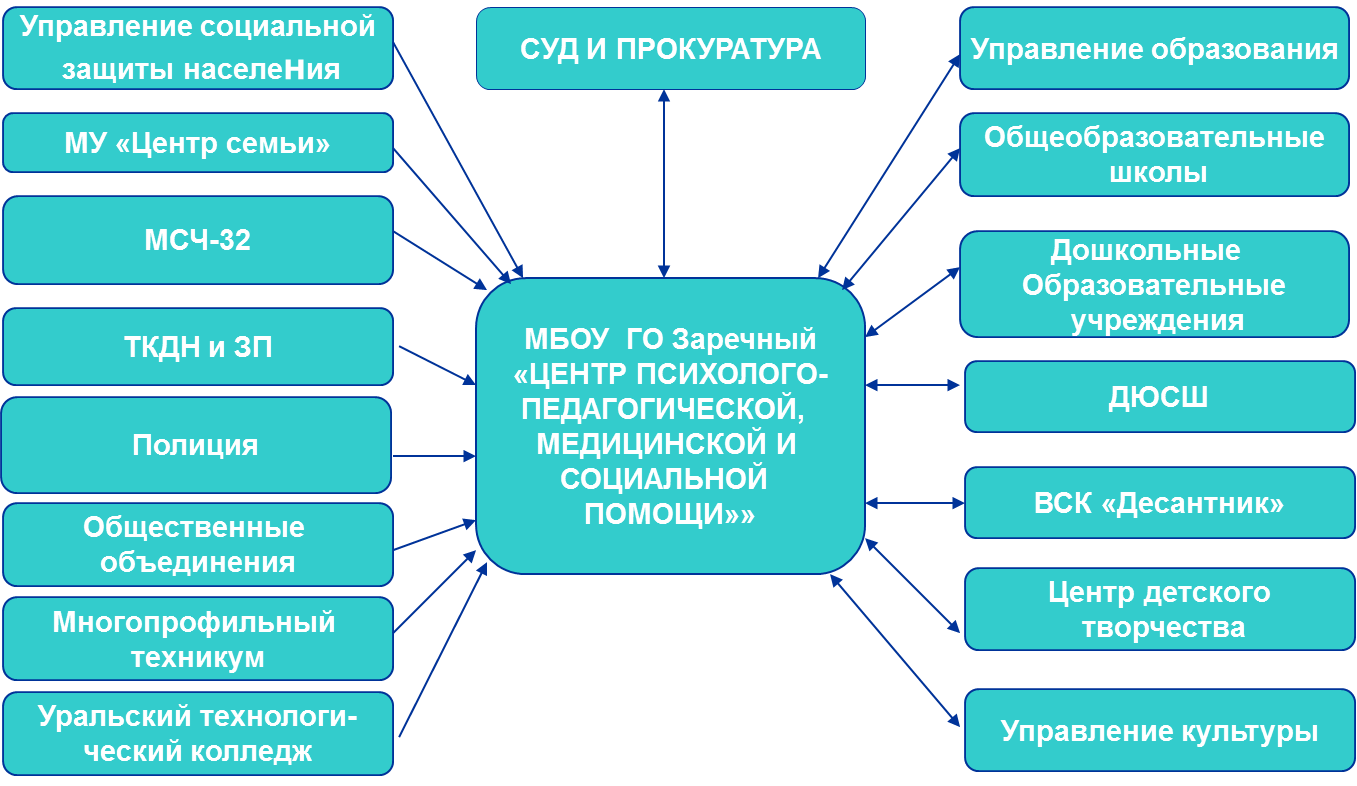 Управление социальной
защиты населения
МУ «Центр семьи»
МСЧ-32
ТКДН и ЗП
Полиция
Общественные
объединения
Многопрофильный
техникум
Уральский технологи-
ческий колледж
СУД И ПРОКУРАТУРА
МБОУ ГО Заречный
«ЦЕНТР ПСИХОЛОГО-
ПЕДАГОГИЧЕСКОЙ,
МЕДИЦИНСКОЙ И
СОЦИАЛЬНОЙ
ПОМОЩИ»»
Управление образования
Общеобразовательные
школы
Дошкольные
Образовательные
учреждения
ДЮСШ
ВСК «Десантник»
Центр детского
творчества
Управление культуры